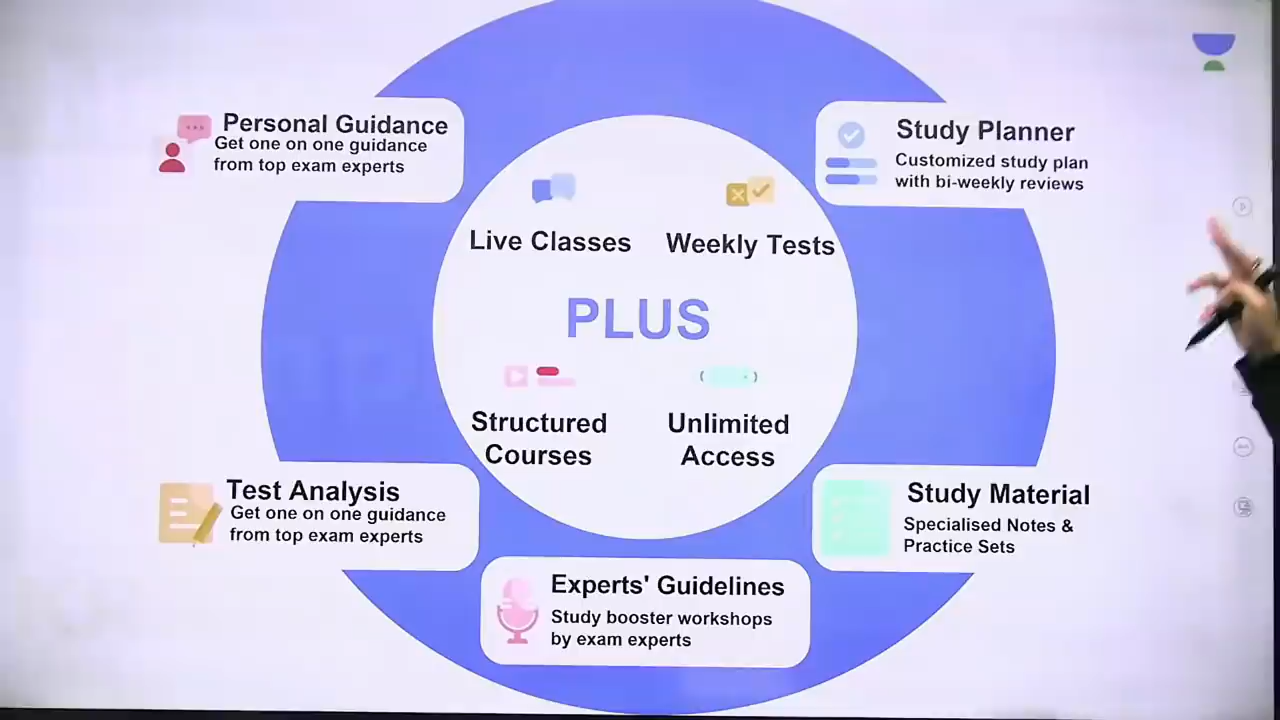 Personal Guidance
Get one on one guidance
from top exam experts
Study Planner
Customized study plan
with bi-weekly reviews
Live Classes
Weekly Tests
PLUS
Structured
Courses
Unlimited
Access
Test Analysis
Get one on one guidance
from top exam experts
Study Material
Specialised Notes &
Practice Sets
Experts' Guidelines
Study booster workshops
by exam experts